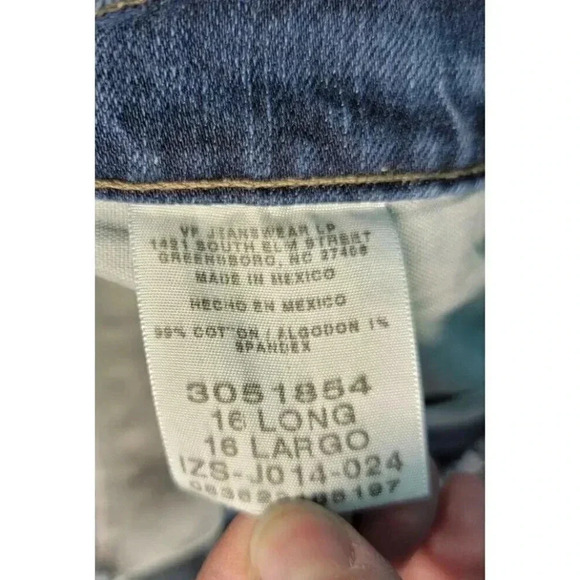 VF JEANSWEAR LP
1421 SOUTH ELM STREET
GREENSBORO, NC 27406
MADE IN MEXICO
HECHO EN MEXICO
99% COTTON / ALGODON 1%
SPANDEX
3051854
16 LONG
16 LARGO
IZS-J014-024